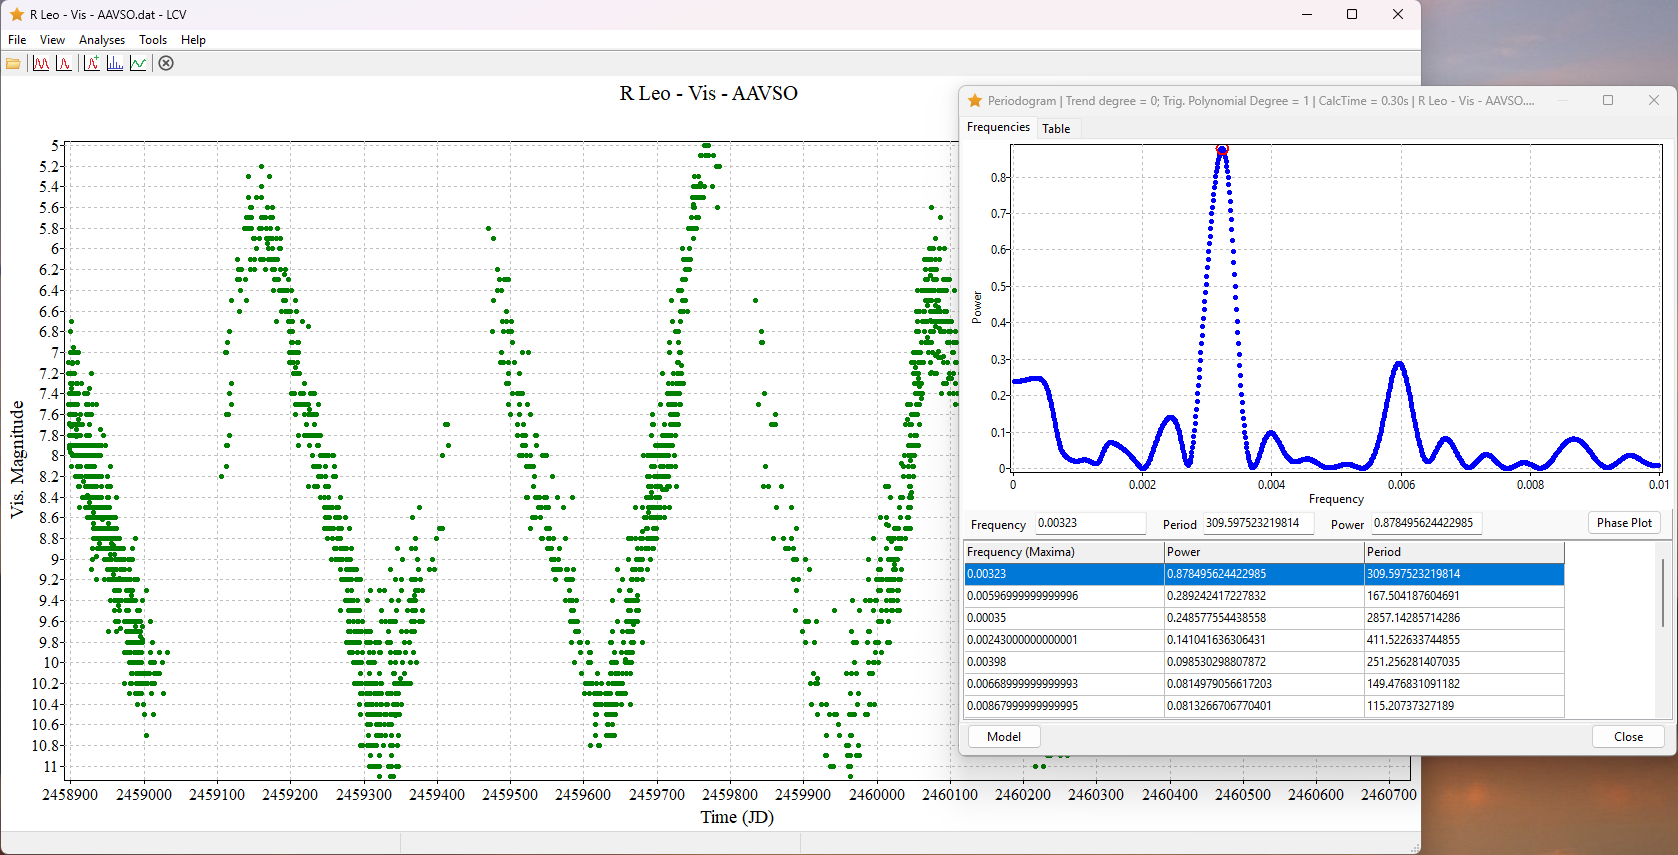 R Leo - Vis - AAVSO.dat - LCV
File View Analyses Tools Help
R Leo - Vis - AAVSO
5
5.2
5.4
5.6
5.8
6
6.2
6.4
6.6
6.8
7
7.2
7.4
7.6
7.8
8
8.2
8.4
8.6
8.8
9
9.2
9.4
9.6
9.8
10
10.2
10.4
10.6
10.8
11
Vis. Magnitude
2458900 2459000 2459100 2459200 2459300 2459400 2459500 2459600 2459700 2459800 2459900 2460000 2460100 2460200 2460300 2460400 2460500 2460600 2460700
Time (JD)
Periodogram | Trend degree = 0; Trig. Polynomial Degree = 1 | CalcTime = 0.30s | R Leo - Vis - AAVSO....
Frequencies Table
0.8
0.7
0.6
0.5
0.4
0.3
0.2
0.1
0
Power
0 0.002 0.004 0.006 0.008 0.01
Frequency
Frequency 0.00323 Period 309.597523219814 Power 0.878495624422985 Phase Plot
Frequency (Maxima) Power Period
0.00323 0.878495624422985 309.597523219814
0.00596999999999996 0.289242417227832 167.504187604691
0.00035 0.248577554438558 2857.14285714286
0.00243000000000001 0.141041636306431 411.522633744855
0.00398 0.098530298807872 251.256281407035
0.00668999999999993 0.0814979056617203 149.476831091182
0.00867999999999995 0.0813266706770401 115.20737327189
Model Close